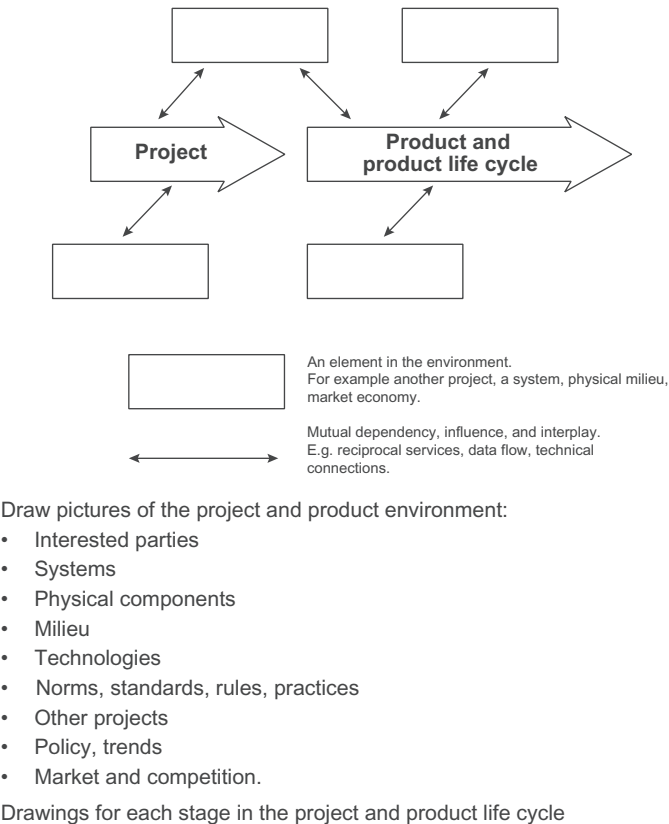 Project
Product and
product life cycle
An element in the environment.
For example another project, a system, physical milieu,
market economy.
Mutual dependency, influence, and interplay.
E.g. reciprocal services, data flow, technical
connections.
Draw pictures of the project and product environment:
• Interested parties
• Systems
• Physical components
• Milieu
• Technologies
• Norms, standards, rules, practices
• Other projects
• Policy, trends
• Market and competition.
Drawings for each stage in the project and product life cycle